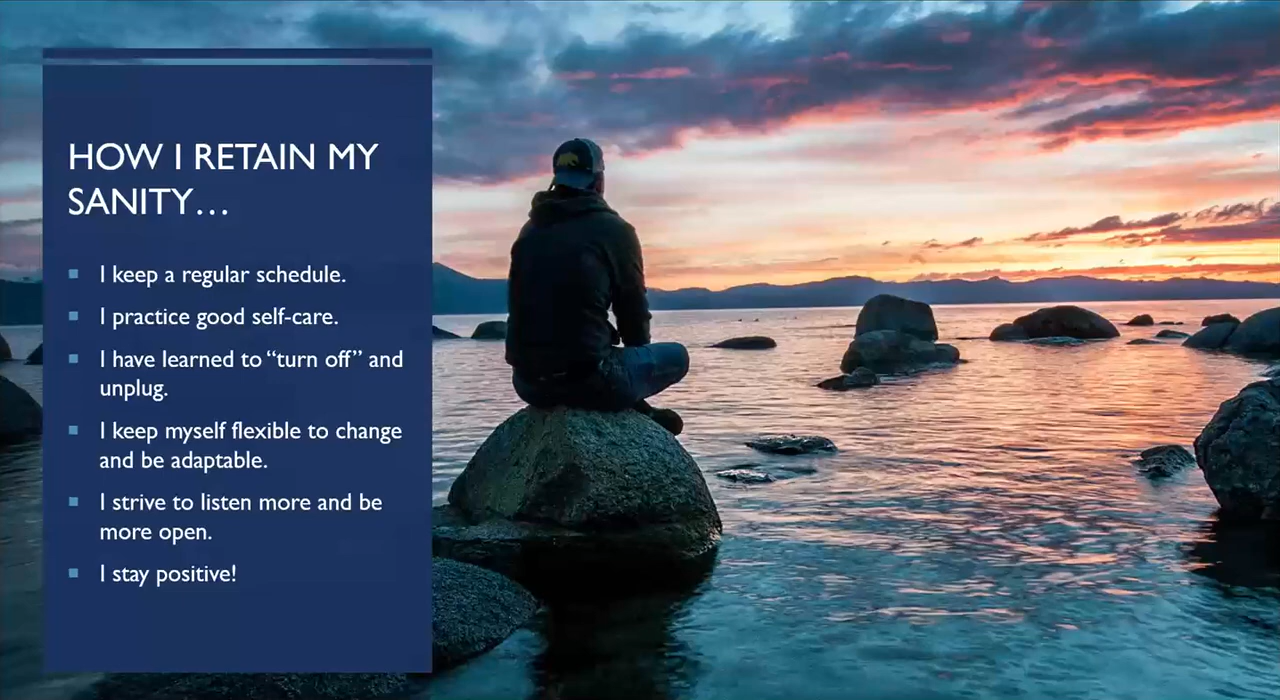 HOW I RETAIN MY
SANITY…
I keep a regular schedule.
I practice good self-care.
I have learned to “turn off” and
unplug.
I keep myself flexible to change
and be adaptable.
I strive to listen more and be
more open.
I stay positive!